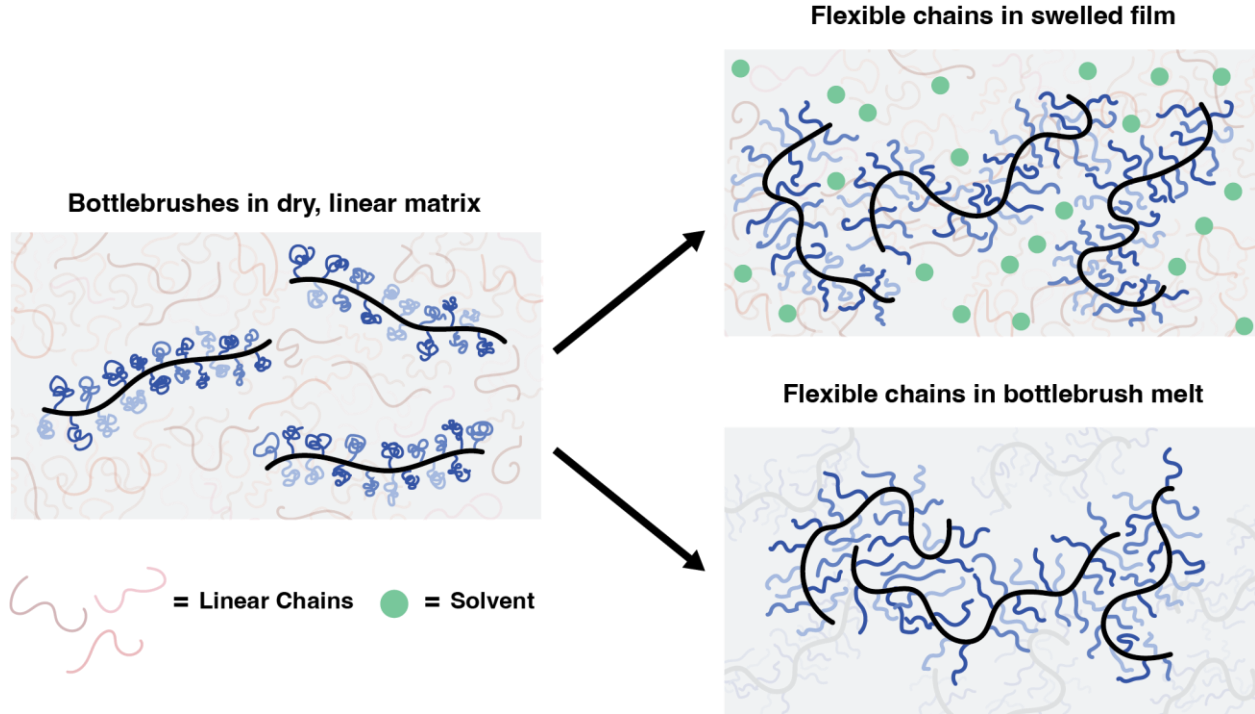 Flexible chains in swelled film
Bottlebrushes in dry, linear matrix
Flexible chains in bottlebrush melt
= Linear Chains
= Solvent